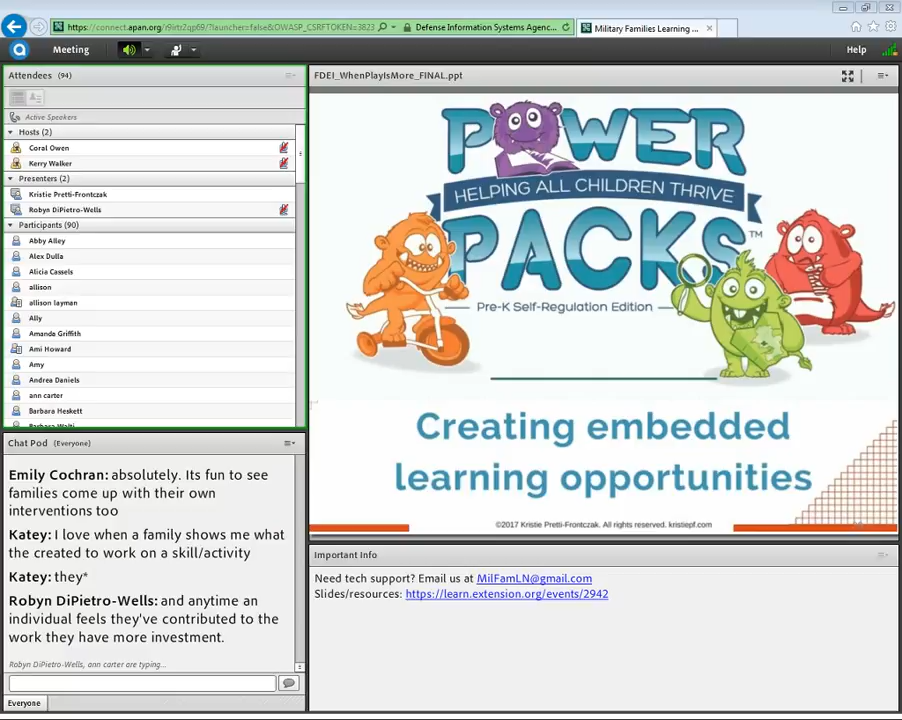 https://connect.apan.org/r9irtz2qp69/?launcher=false&OWASP_CSRFTOKEN=3823
Defense Information Systems Agenc...
Military Families Learning ...
Meeting
Help
Attendees (94)
Active Speakers
Hosts (2)
Coral Owen
Kerry Walker
Presenters (2)
Kristie Pretti-Frontczak
Robyn DiPietro-Wells
Participants (90)
Abby Alley
Alex Dulla
Alicia Cassels
allison
allison layman
Ally
Amanda Griffith
Ami Howard
Amy
Andrea Daniels
ann carter
Barbara Heskett
Chat Pod (Everyone)
Emily Cochran: absolutely. Its fun to see
families come up with their own
interventions too
Katey: I love when a family shows me what
the created to work on a skill/activity
Katey: they*
Robyn DiPietro-Wells: and anytime an
individual feels they've contributed to the
work they have more investment.
Robyn DiPietro-Wells, ann carter are typing...
Everyone
FDEI_WhenPlayIsMore_FINAL.ppt
POWER
HELPING ALL CHILDREN THRIVE
PACKS™
Pre-K Self-Regulation Edition
Creating embedded
learning opportunities
©2017 Kristie Pretti-Frontczak. All rights reserved. kristiepf.com
Important Info
Need tech support? Email us at MilFamLN@gmail.com
Slides/resources: https://learn.extension.org/events/2942